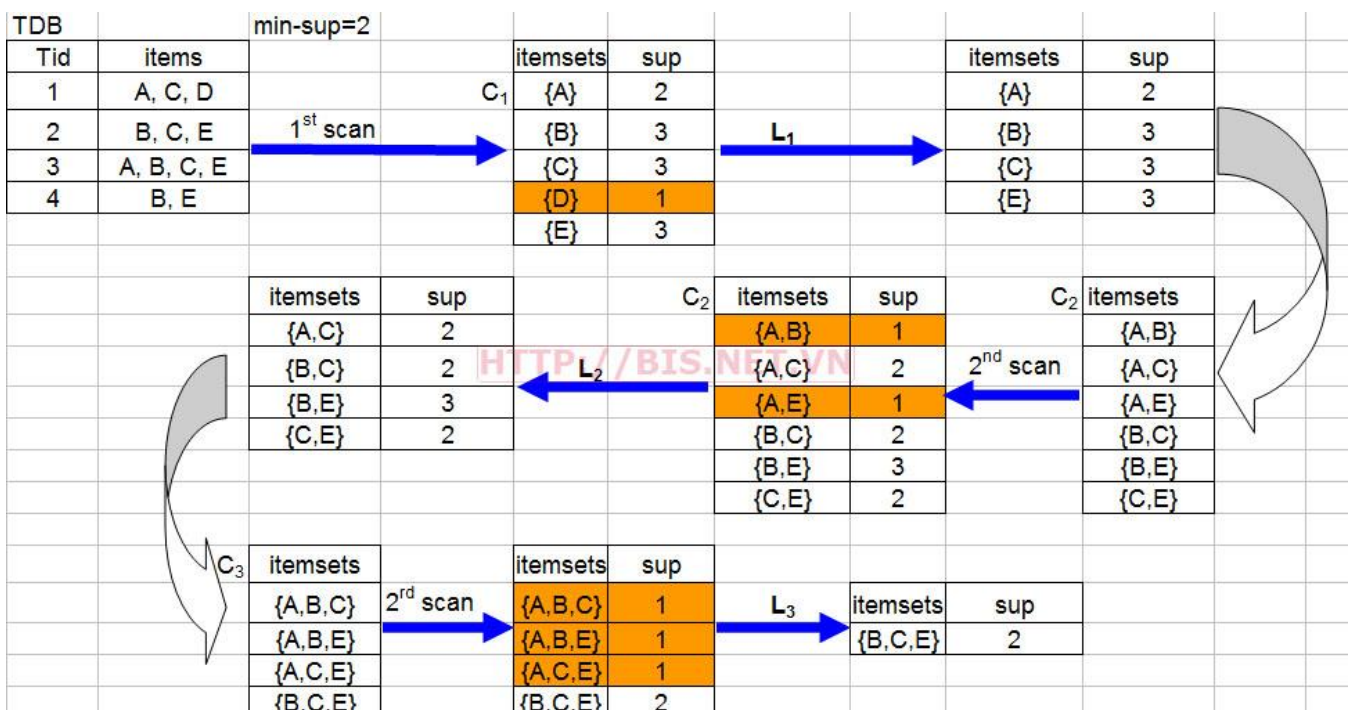 TDB min-sup=2
Tid items itemsets sup itemsets sup
1 A, C, D C₁ {A} 2 {A} 2
2 B, C, E 1st scan {B} 3 L₁ {B} 3
3 A, B, C, E {C} 3 {C} 3
4 B, E {D} 1 {E} 3
{E} 3
itemsets sup C₂ itemsets sup C₂ itemsets
{A,C} 2 {A,B} 1 {A,B}
{B,C} 2 HTTP://BIS.NET.VN L₂ {A,C} 2 2nd scan {A,C}
{B,E} 3 {A,E} 1 {A,E}
{C,E} 2 {B,C} 2 {B,C}
{B,E} 3 {B,E}
{C,E} 2 {C,E}
C₃ itemsets itemsets sup
{A,B,C} 2rd scan {A,B,C} 1 L₃ itemsets sup
{A,B,E} {A,B,E} 1 {B,C,E} 2
{A,C,E} {A,C,E} 1
{B,C,E} {B,C,E} 2